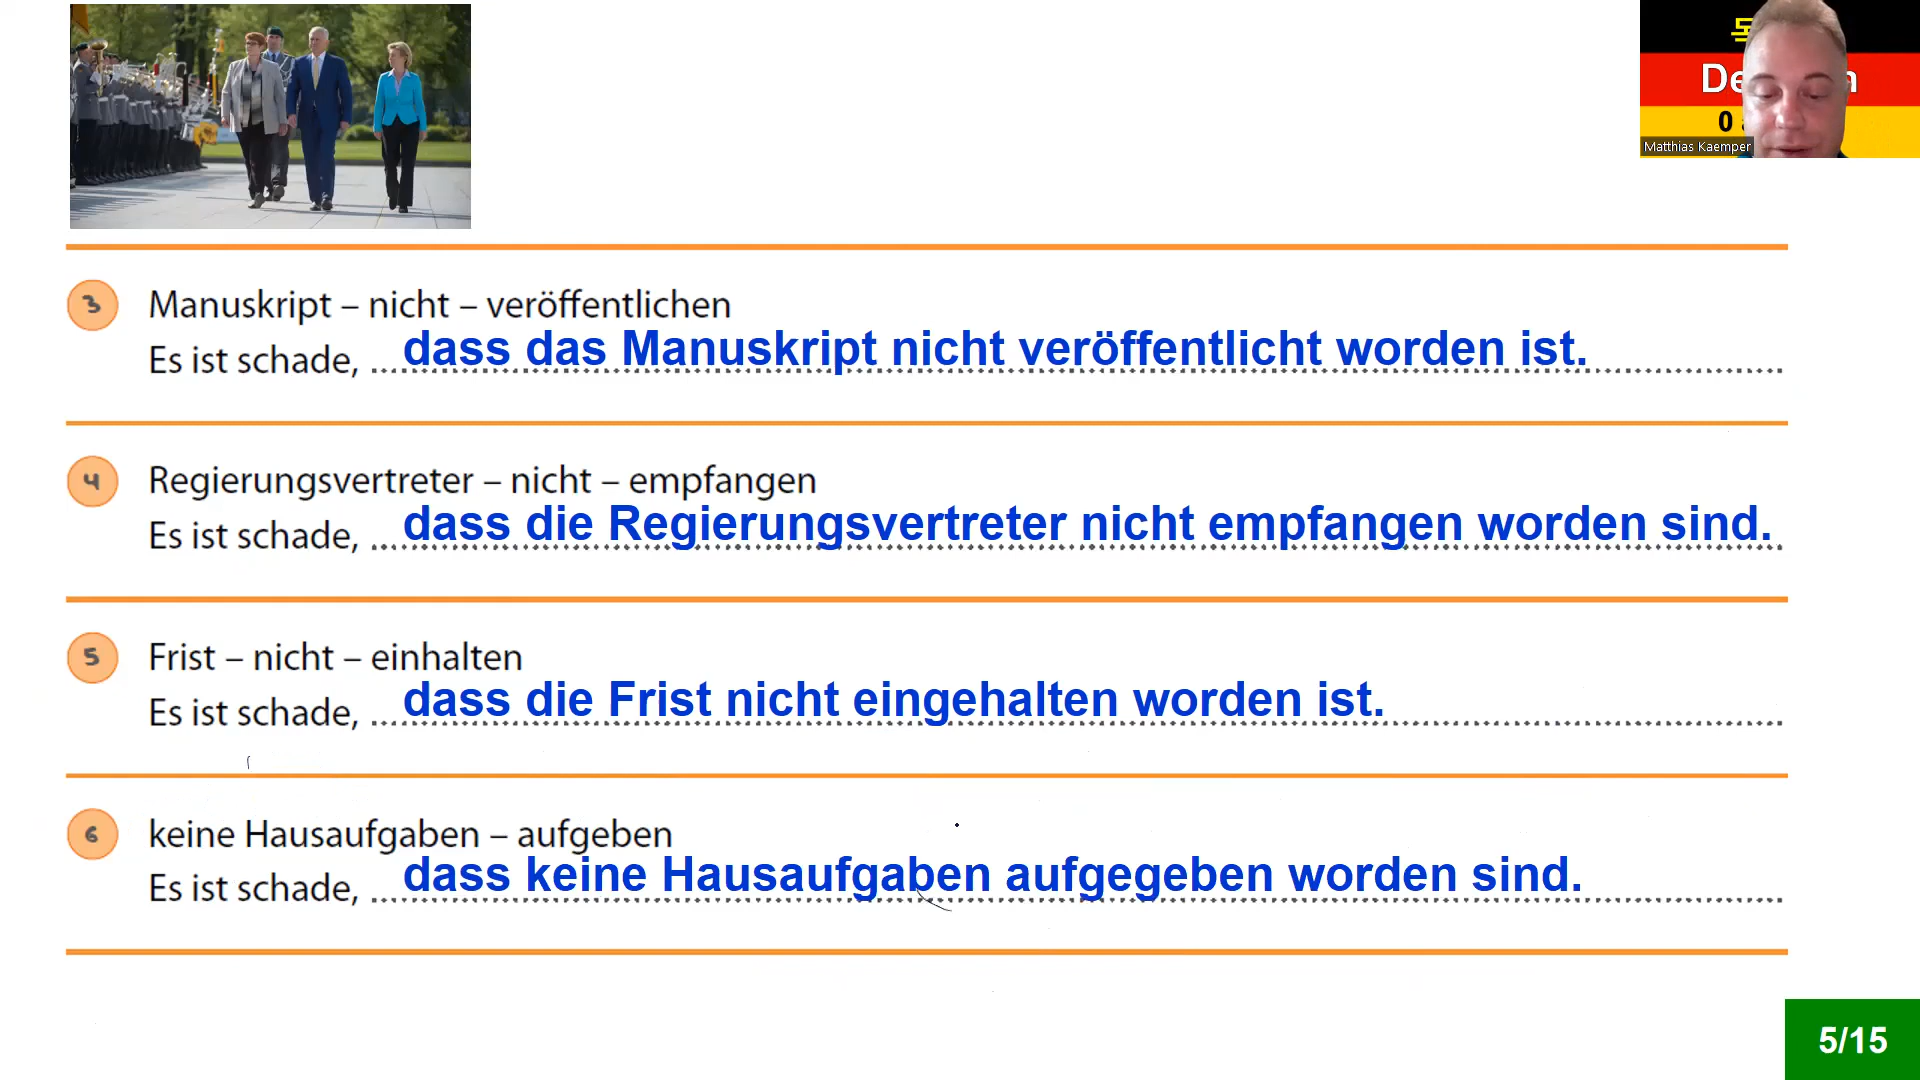 De
n
0
Matthias Kaemper
3 Manuskript – nicht – veröffentlichen
Es ist schade, dass das Manuskript nicht veröffentlicht worden ist.
4 Regierungsvertreter – nicht – empfangen
Es ist schade, dass die Regierungsvertreter nicht empfangen worden sind.
5 Frist – nicht – einhalten
Es ist schade, dass die Frist nicht eingehalten worden ist.
6 keine Hausaufgaben – aufgeben
Es ist schade, dass keine Hausaufgaben aufgegeben worden sind.
5/15